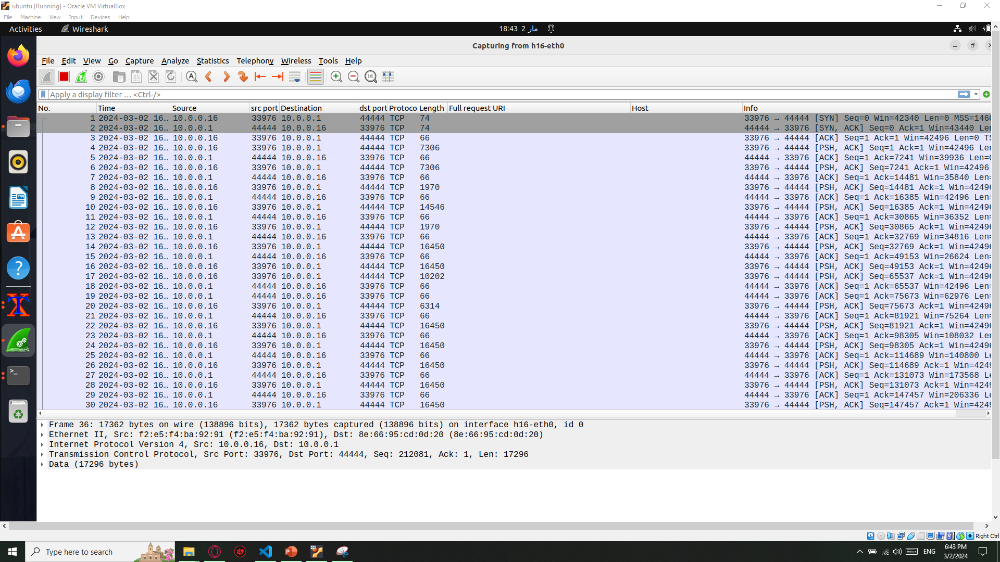 ubuntu [Running] - Oracle VM VirtualBox
File Machine View Input Devices Help
Activities Wireshark 18:43 2 مار
Capturing from h16-eth0
File Edit View Go Capture Analyze Statistics Telephony Wireless Tools Help
Apply a display filter … <Ctrl-/>
No. Time Source src port Destination dst port Protoco Length Full request URI Host Info
1 2024-03-02 16… 10.0.0.16 33976 10.0.0.1 44444 TCP 74 33976 → 44444 [SYN] Seq=0 Win=42340 Len=0 MSS=1460
2 2024-03-02 16… 10.0.0.1 44444 10.0.0.16 33976 TCP 74 44444 → 33976 [SYN, ACK] Seq=0 Ack=1 Win=43440 Len
3 2024-03-02 16… 10.0.0.16 33976 10.0.0.1 44444 TCP 66 33976 → 44444 [ACK] Seq=1 Ack=1 Win=42496 Len=0 TS
4 2024-03-02 16… 10.0.0.16 33976 10.0.0.1 44444 TCP 7306 33976 → 44444 [PSH, ACK] Seq=1 Ack=1 Win=42496 Len
5 2024-03-02 16… 10.0.0.1 44444 10.0.0.16 33976 TCP 66 44444 → 33976 [ACK] Seq=1 Ack=7241 Win=39936 Len=0
6 2024-03-02 16… 10.0.0.16 33976 10.0.0.1 44444 TCP 7306 33976 → 44444 [PSH, ACK] Seq=7241 Ack=1 Win=42496
7 2024-03-02 16… 10.0.0.1 44444 10.0.0.16 33976 TCP 66 44444 → 33976 [ACK] Seq=1 Ack=14481 Win=35840 Len=
8 2024-03-02 16… 10.0.0.16 33976 10.0.0.1 44444 TCP 1970 33976 → 44444 [PSH, ACK] Seq=14481 Ack=1 Win=42496
9 2024-03-02 16… 10.0.0.1 44444 10.0.0.16 33976 TCP 66 44444 → 33976 [ACK] Seq=1 Ack=16385 Win=42496 Len=
10 2024-03-02 16… 10.0.0.16 33976 10.0.0.1 44444 TCP 14546 33976 → 44444 [PSH, ACK] Seq=16385 Ack=1 Win=42496
11 2024-03-02 16… 10.0.0.1 44444 10.0.0.16 33976 TCP 66 44444 → 33976 [ACK] Seq=1 Ack=30865 Win=36352 Len=
12 2024-03-02 16… 10.0.0.16 33976 10.0.0.1 44444 TCP 1970 33976 → 44444 [PSH, ACK] Seq=30865 Ack=1 Win=42496
13 2024-03-02 16… 10.0.0.1 44444 10.0.0.16 33976 TCP 66 44444 → 33976 [ACK] Seq=1 Ack=32769 Win=34816 Len=
14 2024-03-02 16… 10.0.0.16 33976 10.0.0.1 44444 TCP 16450 33976 → 44444 [PSH, ACK] Seq=32769 Ack=1 Win=42496
15 2024-03-02 16… 10.0.0.1 44444 10.0.0.16 33976 TCP 66 44444 → 33976 [ACK] Seq=1 Ack=49153 Win=26624 Len=
16 2024-03-02 16… 10.0.0.16 33976 10.0.0.1 44444 TCP 16450 33976 → 44444 [PSH, ACK] Seq=49153 Ack=1 Win=42496
17 2024-03-02 16… 10.0.0.16 33976 10.0.0.1 44444 TCP 10202 33976 → 44444 [PSH, ACK] Seq=65537 Ack=1 Win=42496
18 2024-03-02 16… 10.0.0.1 44444 10.0.0.16 33976 TCP 66 44444 → 33976 [ACK] Seq=1 Ack=65537 Win=42496 Len=
19 2024-03-02 16… 10.0.0.1 44444 10.0.0.16 33976 TCP 66 44444 → 33976 [ACK] Seq=1 Ack=75673 Win=62976 Len=
20 2024-03-02 16… 10.0.0.16 33976 10.0.0.1 44444 TCP 6314 33976 → 44444 [PSH, ACK] Seq=75673 Ack=1 Win=42496
21 2024-03-02 16… 10.0.0.1 44444 10.0.0.16 33976 TCP 66 44444 → 33976 [ACK] Seq=1 Ack=81921 Win=75264 Len=
22 2024-03-02 16… 10.0.0.16 33976 10.0.0.1 44444 TCP 16450 33976 → 44444 [PSH, ACK] Seq=81921 Ack=1 Win=42496
23 2024-03-02 16… 10.0.0.1 44444 10.0.0.16 33976 TCP 66 44444 → 33976 [ACK] Seq=1 Ack=98305 Win=108032 Len
24 2024-03-02 16… 10.0.0.16 33976 10.0.0.1 44444 TCP 16450 33976 → 44444 [PSH, ACK] Seq=98305 Ack=1 Win=42496
25 2024-03-02 16… 10.0.0.1 44444 10.0.0.16 33976 TCP 66 44444 → 33976 [ACK] Seq=1 Ack=114689 Win=140800 Le
26 2024-03-02 16… 10.0.0.16 33976 10.0.0.1 44444 TCP 16450 33976 → 44444 [PSH, ACK] Seq=114689 Ack=1 Win=4249
27 2024-03-02 16… 10.0.0.1 44444 10.0.0.16 33976 TCP 66 44444 → 33976 [ACK] Seq=1 Ack=131073 Win=173568 Le
28 2024-03-02 16… 10.0.0.16 33976 10.0.0.1 44444 TCP 16450 33976 → 44444 [PSH, ACK] Seq=131073 Ack=1 Win=4249
29 2024-03-02 16… 10.0.0.1 44444 10.0.0.16 33976 TCP 66 44444 → 33976 [ACK] Seq=1 Ack=147457 Win=206336 Le
30 2024-03-02 16… 10.0.0.16 33976 10.0.0.1 44444 TCP 16450 33976 → 44444 [PSH, ACK] Seq=147457 Ack=1 Win=4249
Frame 36: 17362 bytes on wire (138896 bits), 17362 bytes captured (138896 bits) on interface h16-eth0, id 0
Ethernet II, Src: f2:e5:f4:ba:92:91 (f2:e5:f4:ba:92:91), Dst: 8e:66:95:cd:0d:20 (8e:66:95:cd:0d:20)
Internet Protocol Version 4, Src: 10.0.0.16, Dst: 10.0.0.1
Transmission Control Protocol, Src Port: 33976, Dst Port: 44444, Seq: 212081, Ack: 1, Len: 17296
Data (17296 bytes)
Right Ctrl
Type here to search
ENG
6:43 PM
3/2/2024